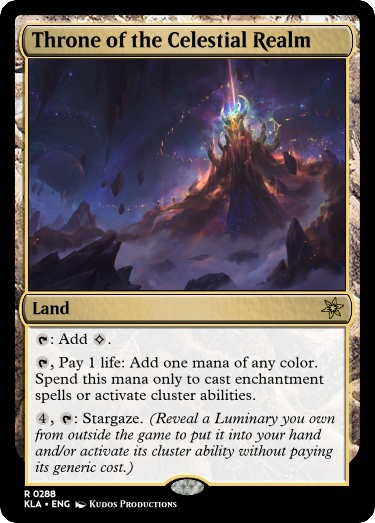 Throne of the Celestial Realm
Land
: Add .
, Pay 1 life: Add one mana of any color.
Spend this mana only to cast enchantment
spells or activate cluster abilities.
4, : Stargaze. (Reveal a Luminary you own
from outside the game to put it into your hand
and/or activate its cluster ability without paying
its generic cost.)
R 0288
KLA • ENG Kudos Productions